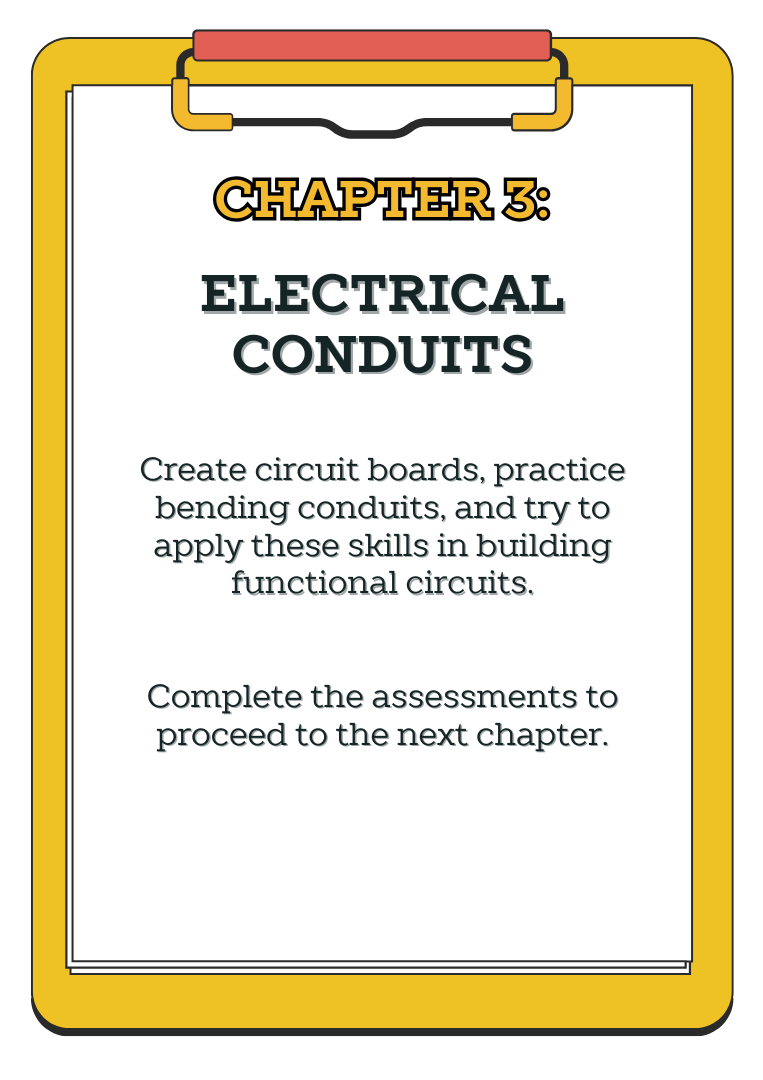 CHAPTER 3:
ELECTRICAL
CONDUITS
Create circuit boards, practice
bending conduits, and try to
apply these skills in building
functional circuits.
Complete the assessments to
proceed to the next chapter.